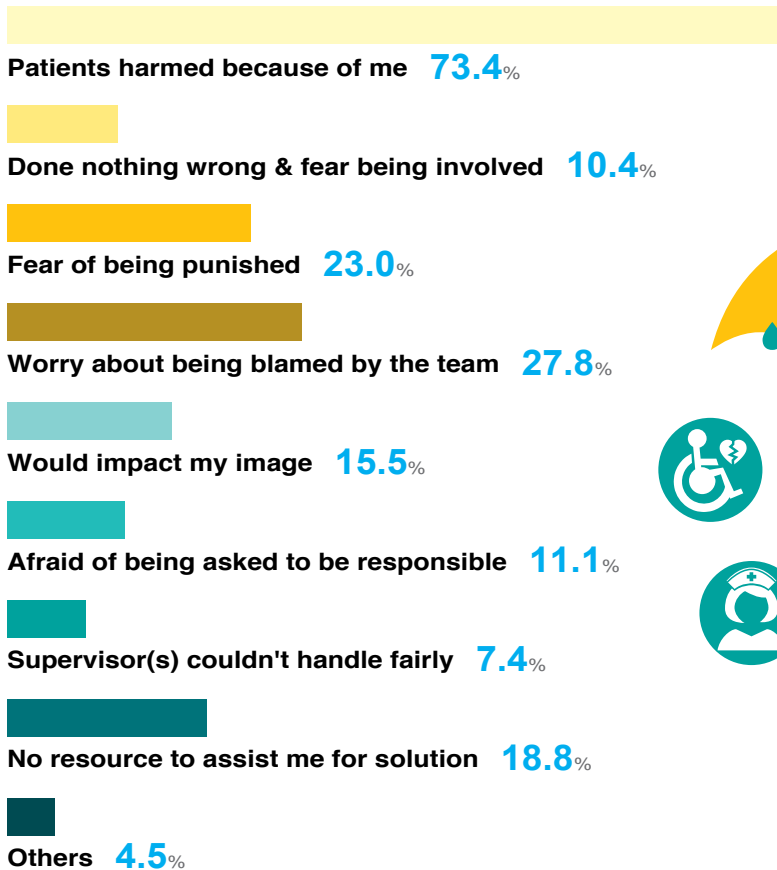 Patients harmed because of me 73.4%
Done nothing wrong & fear being involved 10.4%
Fear of being punished 23.0%
Worry about being blamed by the team 27.8%
Would impact my image 15.5%
Afraid of being asked to be responsible 11.1%
Supervisor(s) couldn't handle fairly 7.4%
No resource to assist me for solution 18.8%
Others 4.5%